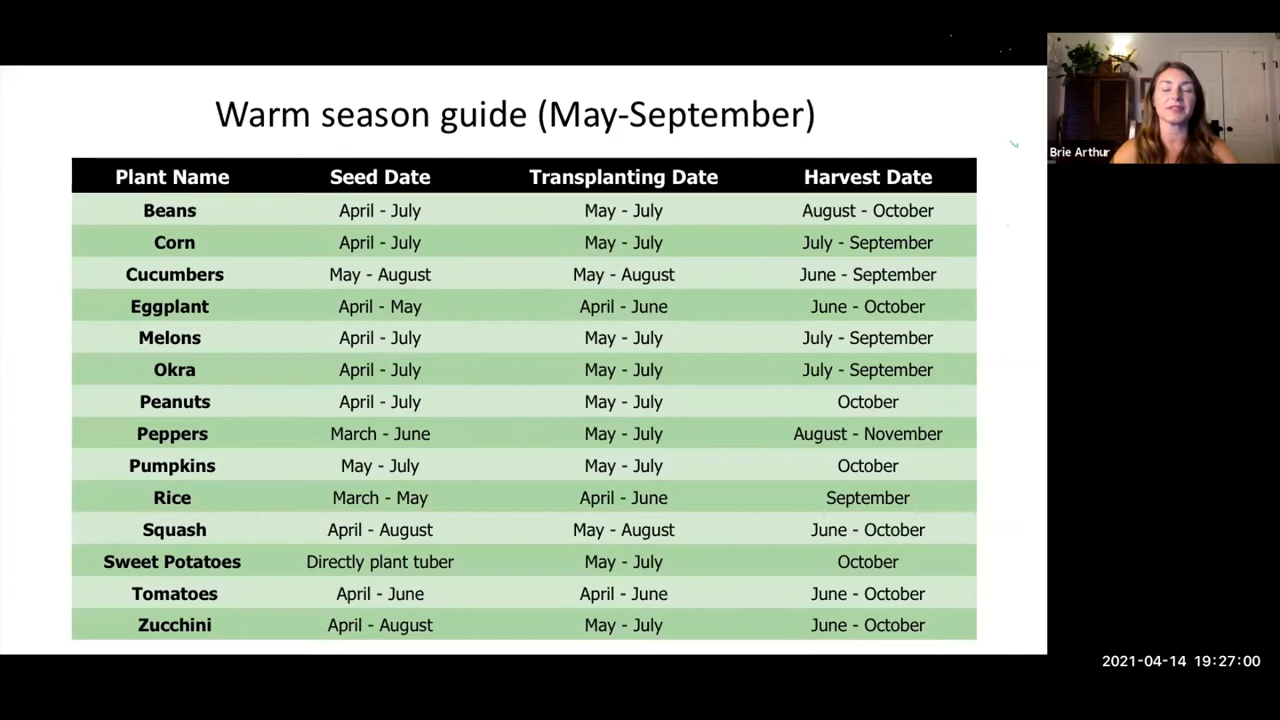 Warm season guide (May-September)
Plant Name Seed Date Transplanting Date Harvest Date
Beans April - July May - July August - October
Corn April - July May - July July - September
Cucumbers May - August May - August June - September
Eggplant April - May April - June June - October
Melons April - July May - July July - September
Okra April - July May - July July - September
Peanuts April - July May - July October
Peppers March - June May - July August - November
Pumpkins May - July May - July October
Rice March - May April - June September
Squash April - August May - August June - October
Sweet Potatoes Directly plant tuber May - July October
Tomatoes April - June April - June June - October
Zucchini April - August May - July June - October
Brie Arthur
2021-04-14 19:27:00